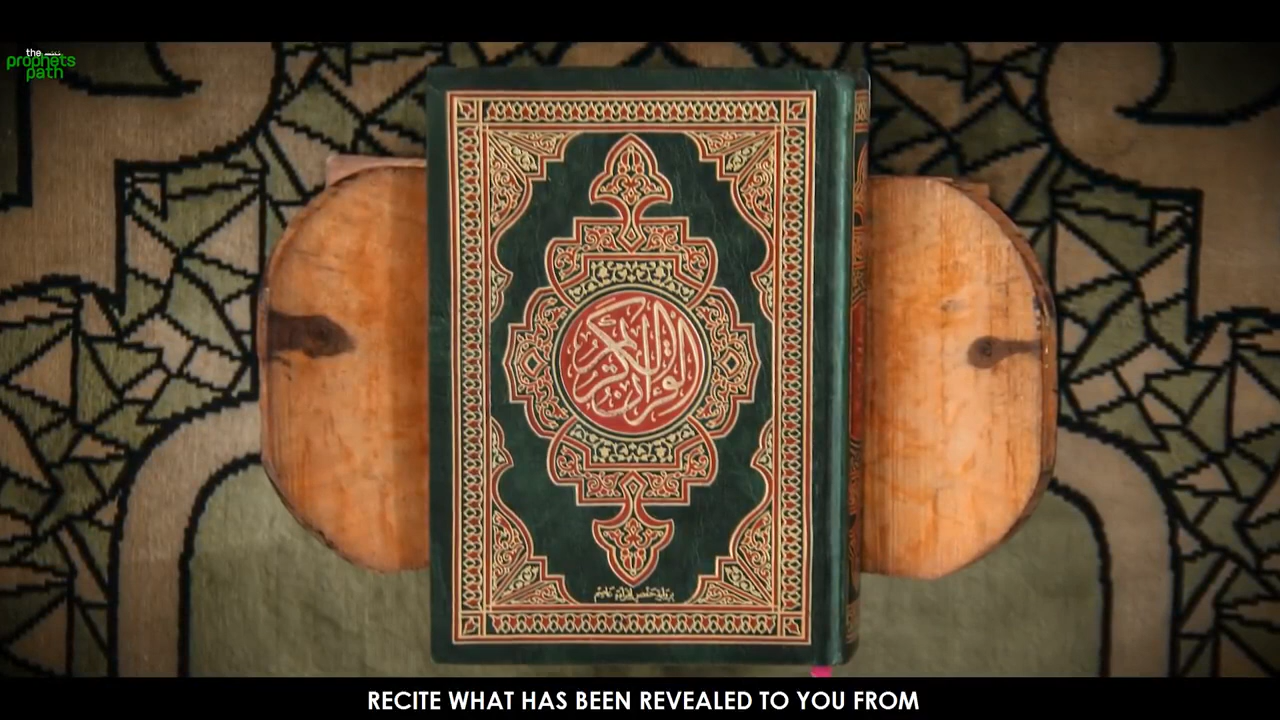 the
prophets
path
القرآن الكريم
RECITE WHAT HAS BEEN REVEALED TO YOU FROM